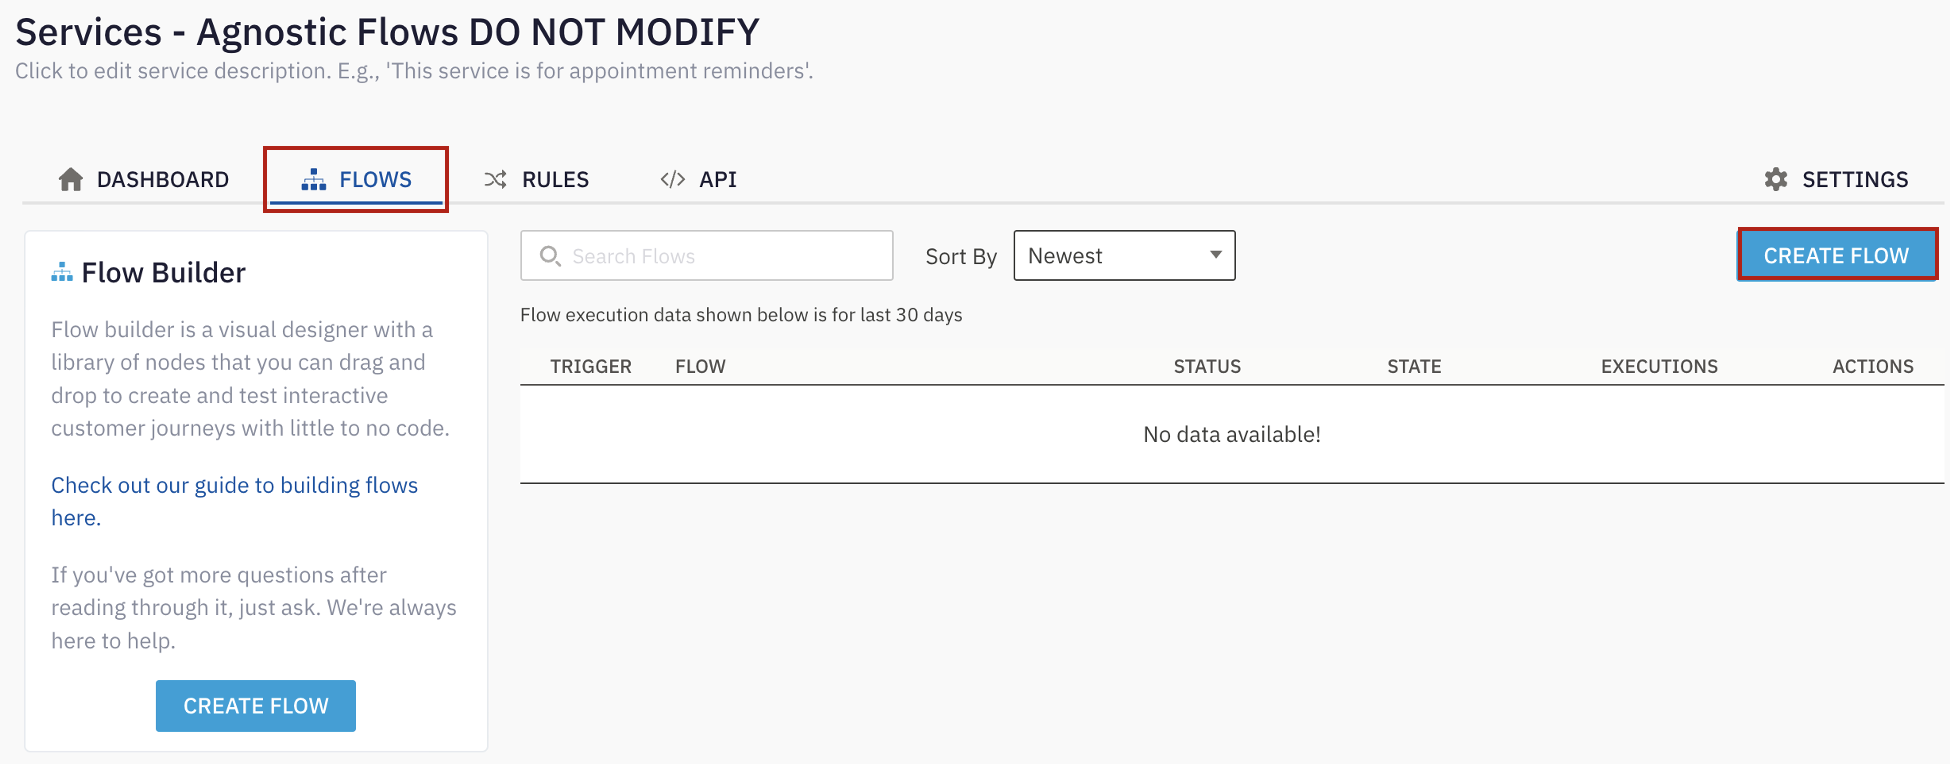 Services - Agnostic Flows DO NOT MODIFY
Click to edit service description. E.g., 'This service is for appointment reminders'.
DASHBOARD FLOWS RULES </> API SETTINGS
Flow Builder
Flow builder is a visual designer with a
library of nodes that you can drag and
drop to create and test interactive
customer journeys with little to no code.
Check out our guide to building flows
here.
If you've got more questions after
reading through it, just ask. We're always
here to help.
CREATE FLOW
Search Flows Sort By Newest CREATE FLOW
Flow execution data shown below is for last 30 days
TRIGGER FLOW STATUS STATE EXECUTIONS ACTIONS
No data available!